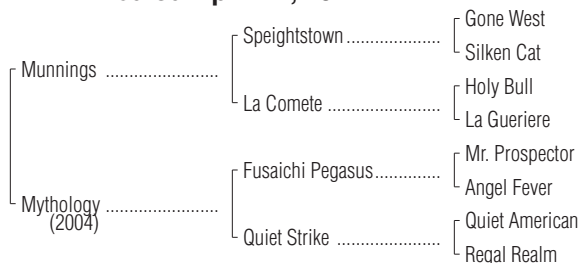 Gone West
Speightstown
Silken Cat
Munnings
Holy Bull
La Comete
La Gueriere
Mr. Prospector
Fusaichi Pegasus
Angel Fever
Mythology
(2004)
Quiet American
Quiet Strike
Regal Realm